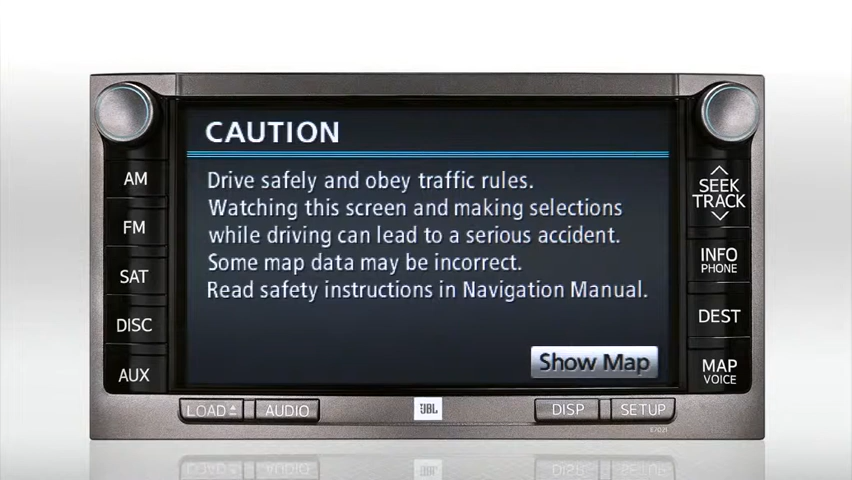 CAUTION
Drive safely and obey traffic rules.
Watching this screen and making selections
while driving can lead to a serious accident.
Some map data may be incorrect.
Read safety instructions in Navigation Manual.
Show Map
AM
FM
SAT
DISC
AUX
SEEK
TRACK
INFO
PHONE
DEST
MAP
VOICE
LOAD
AUDIO
JBL
DISP
SETUP
E7021